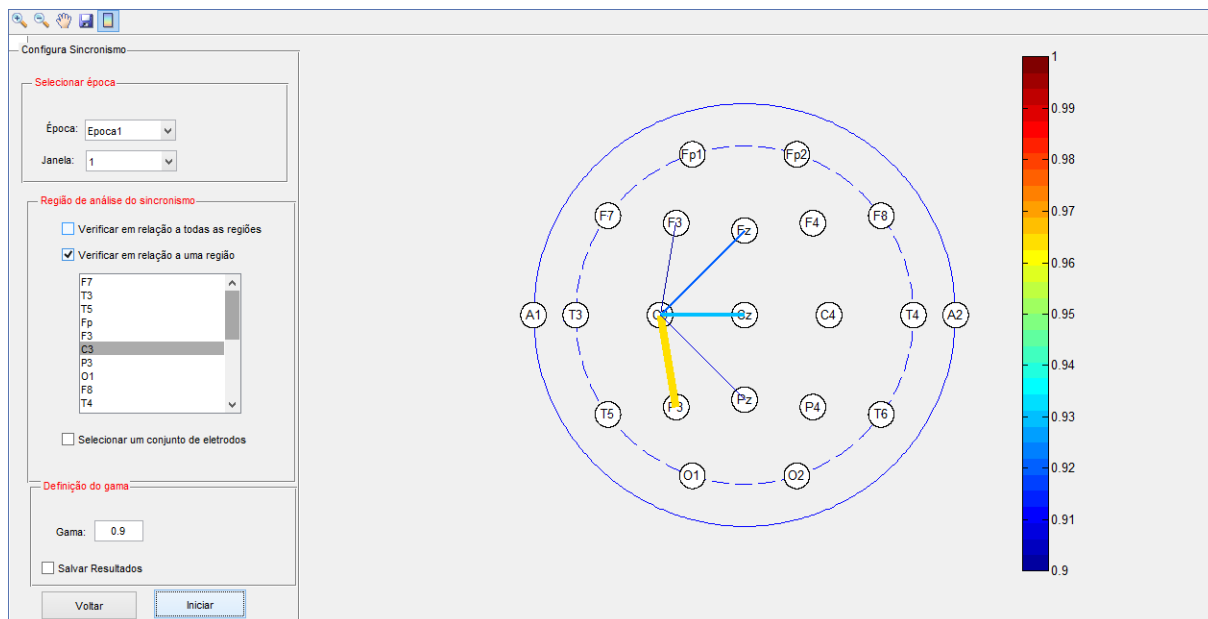 Configura Sincronismo
Selecionar época
Época: Epoca1
Janela: 1
Região de análise do sincronismo
Verificar em relação a todas as regiões
Verificar em relação a uma região
F7
T3
T5
Fp
F3
C3
P3
O1
F8
T4
Selecionar um conjunto de eletrodos
Definição do gama
Gama: 0.9
Salvar Resultados
Voltar Iniciar
Fp1 Fp2
F7 F3 Fz F4 F8
A1 T3 Cz C4 T4 A2
T5 P3 Pz P4 T6
O1 O2
1
0.99
0.98
0.97
0.96
0.95
0.94
0.93
0.92
0.91
0.9